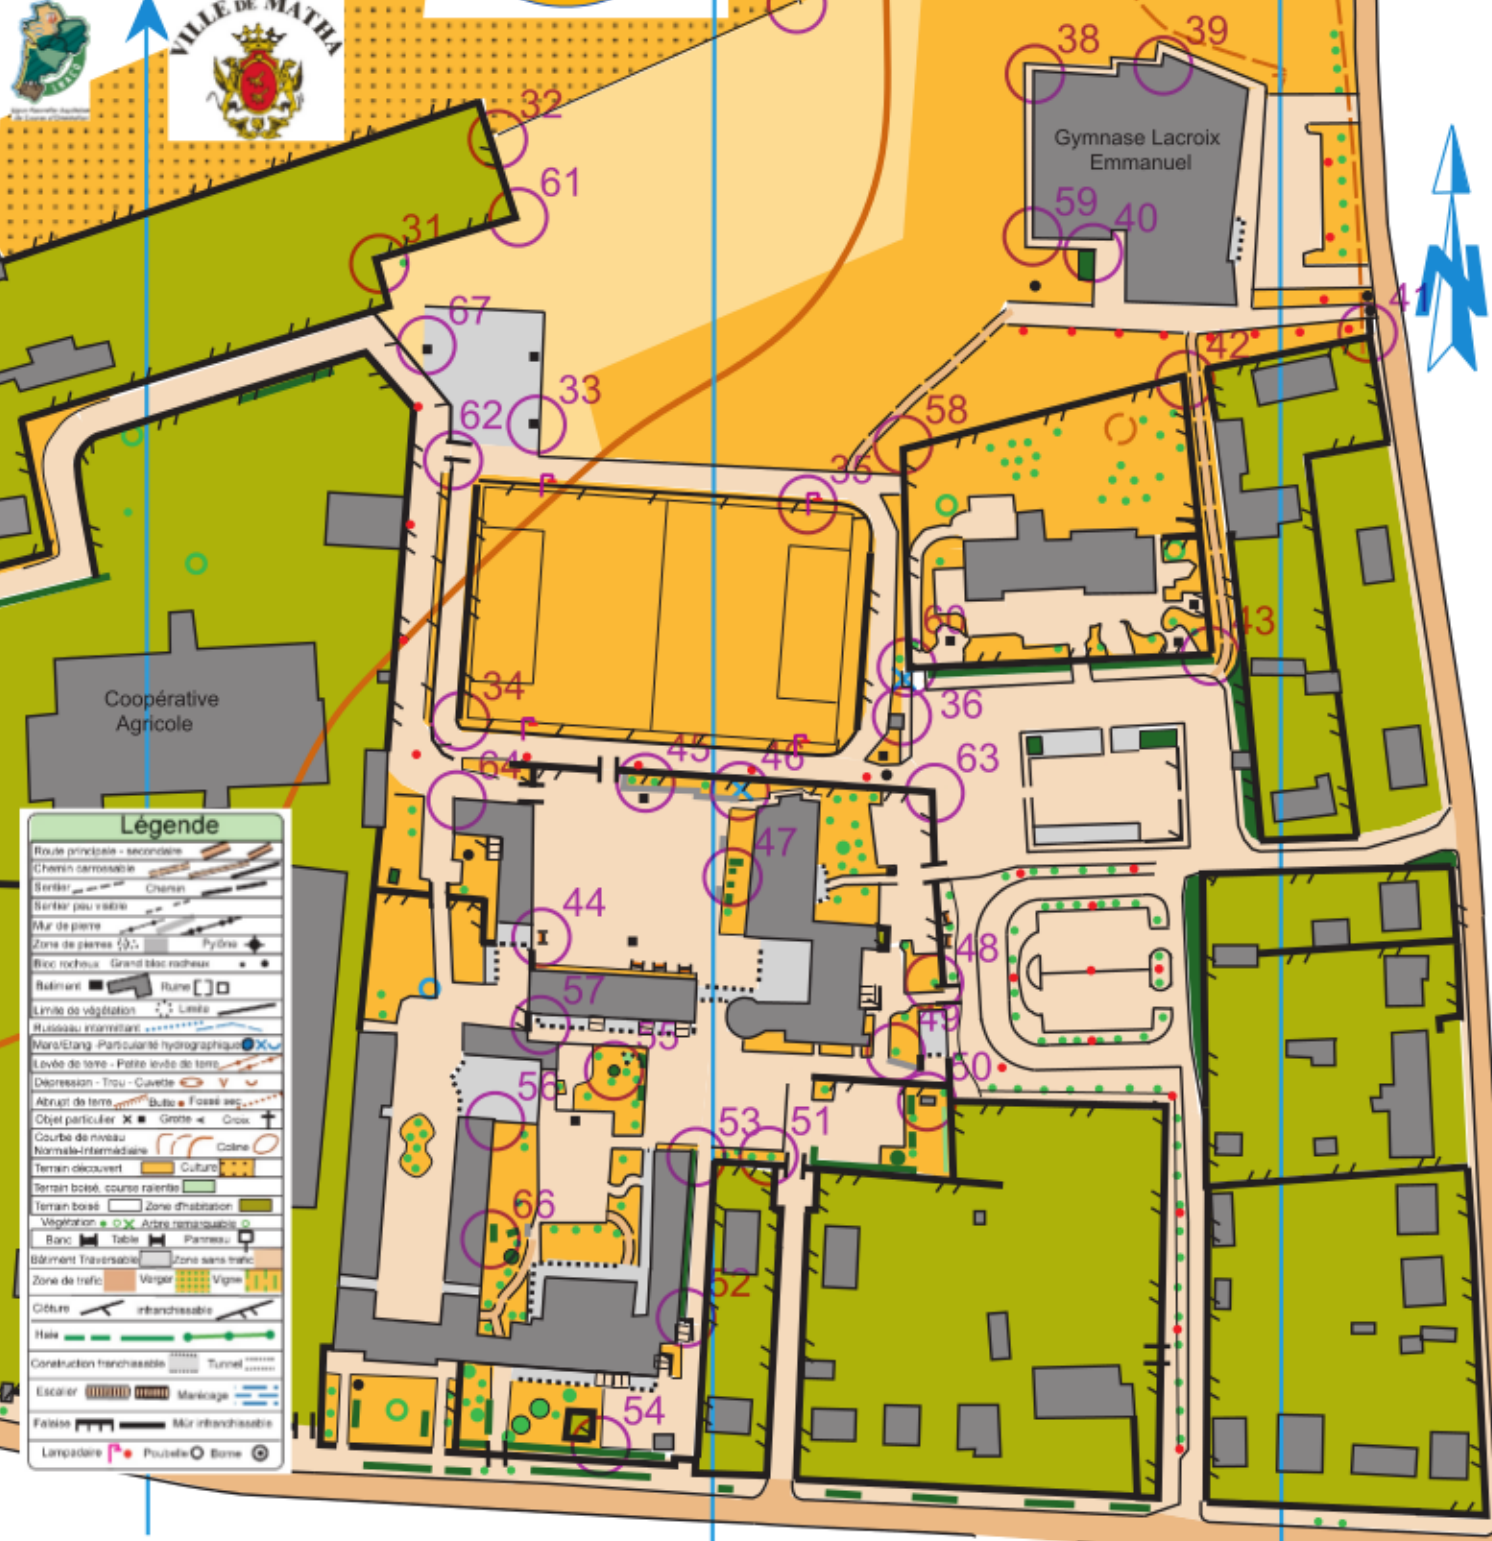 VILLE DE MATHA
38
39
32
Gymnase Lacroix
Emmanuel
61
59
40
31
67
41
42
33
62
58
35
60
43
34
36
Coopérative
Agricole
45
46
63
64
47
Légende
Route principale - secondaire
Chemin carrossable
Sentier
Chemin
Sentier peu visible
Mur de pierre
Zone de pierres
Pylône
Bloc rocheux
Grand bloc rocheux
Batiment
Ruine
Limite de végétation
Limite
Ruisseau intermittant
Mare/Etang -Particularité hydrographique
Levée de terre - Petite levée de terre
Dépression - Trou - Cuvette
Abrupt de terre
Butte
Fossé sec
Objet particulier
Grotte
Croix
Courbe de niveau
Normale-Intermédiaire
Coline
Terrain découvert
Culture
Terrain boisé, course ralentie
Terrain boisé
Zone d'habitation
Végétation
Arbre remarquable
Banc
Table
Panneau
Bâtiment Traversable
Zone sans trafic
Zone de trafic
Verger
Vigne
Clôture
infranchissable
Haie
Construction franchissable
Tunnel
Escalier
Marécage
Falaise
Mûr infranchissable
Lampadaire
Poubelle
Borne
44
48
57
49
55
50
56
53
51
66
52
54
N